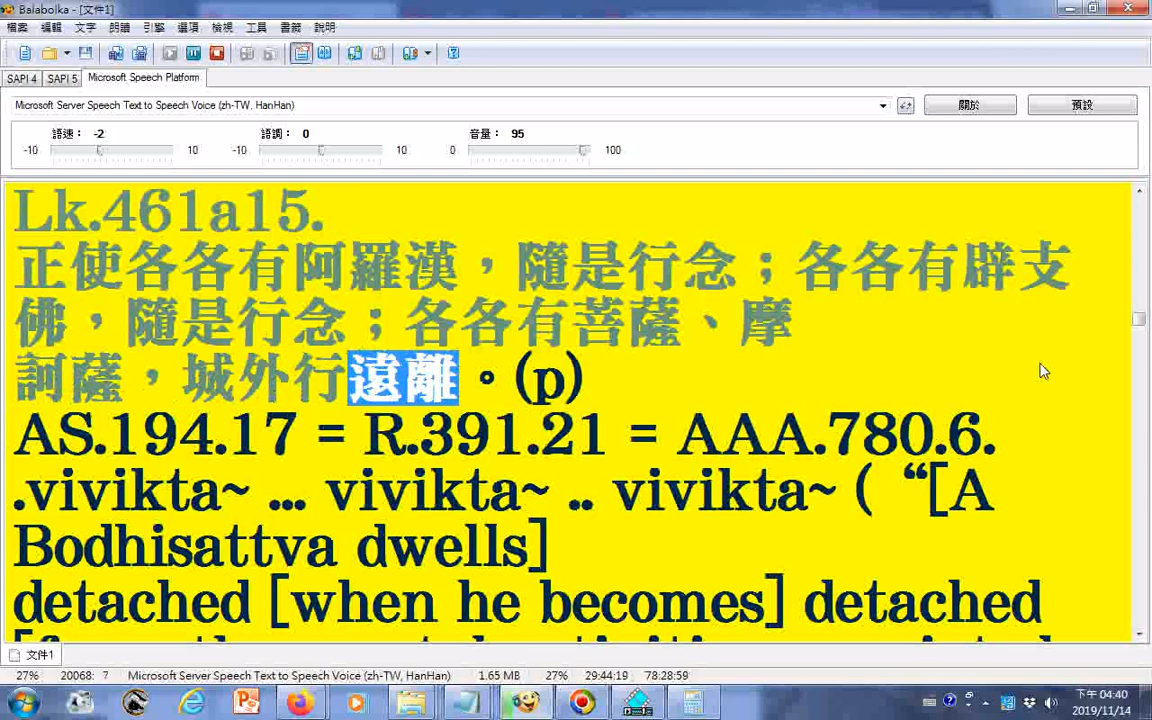 Balabolka - [文件1]
檔案 編輯 文字 朗讀 引擎 選項 檢視 工具 書籤 說明
SAPI 4 SAPI 5 Microsoft Speech Platform
Microsoft Server Speech Text to Speech Voice (zh-TW, HanHan) 關於 預設
語速： -2 語調： 0 音量： 95
-10 10 -10 10 0 100
Lk.461a15.
正使各各有阿羅漢，隨是行念；各各有辟支
佛，隨是行念；各各有菩薩、摩
訶薩，城外行遠離。(p)
AS.194.17 = R.391.21 = AAA.780.6.
.vivikta~ ... vivikta~ .. vivikta~ ( “[A
Bodhisattva dwells]
detached [when he becomes] detached
文件1
27% 20068: 7 Microsoft Server Speech Text to Speech Voice (zh-TW, HanHan) 1.65 MB 27% 29:44:19 78:28:59
下午 04:40
2019/11/14